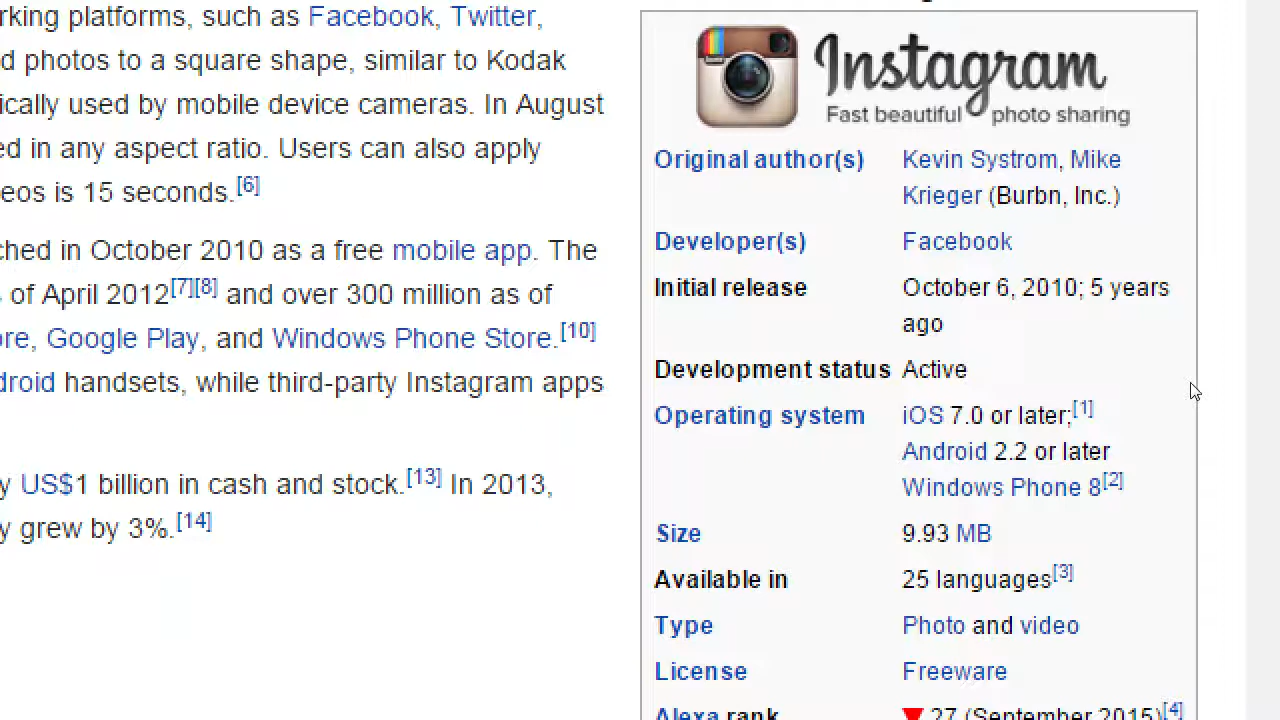 rking platforms, such as Facebook, Twitter,
d photos to a square shape, similar to Kodak
ically used by mobile device cameras. In August
ed in any aspect ratio. Users can also apply
eos is 15 seconds.[6]
ched in October 2010 as a free mobile app. The
of April 2012[7][8] and over 300 million as of
ore, Google Play, and Windows Phone Store.[10]
droid handsets, while third-party Instagram apps
y US$1 billion in cash and stock.[13] In 2013,
y grew by 3%.[14]
Instagram
Fast beautiful photo sharing
Original author(s) Kevin Systrom, Mike
Krieger (Burbn, Inc.)
Developer(s) Facebook
Initial release October 6, 2010; 5 years
ago
Development status Active
Operating system iOS 7.0 or later;[1]
Android 2.2 or later
Windows Phone 8[2]
Size 9.93 MB
Available in 25 languages[3]
Type Photo and video
License Freeware
Alexa rank ▼ 27 (September 2015)[4]